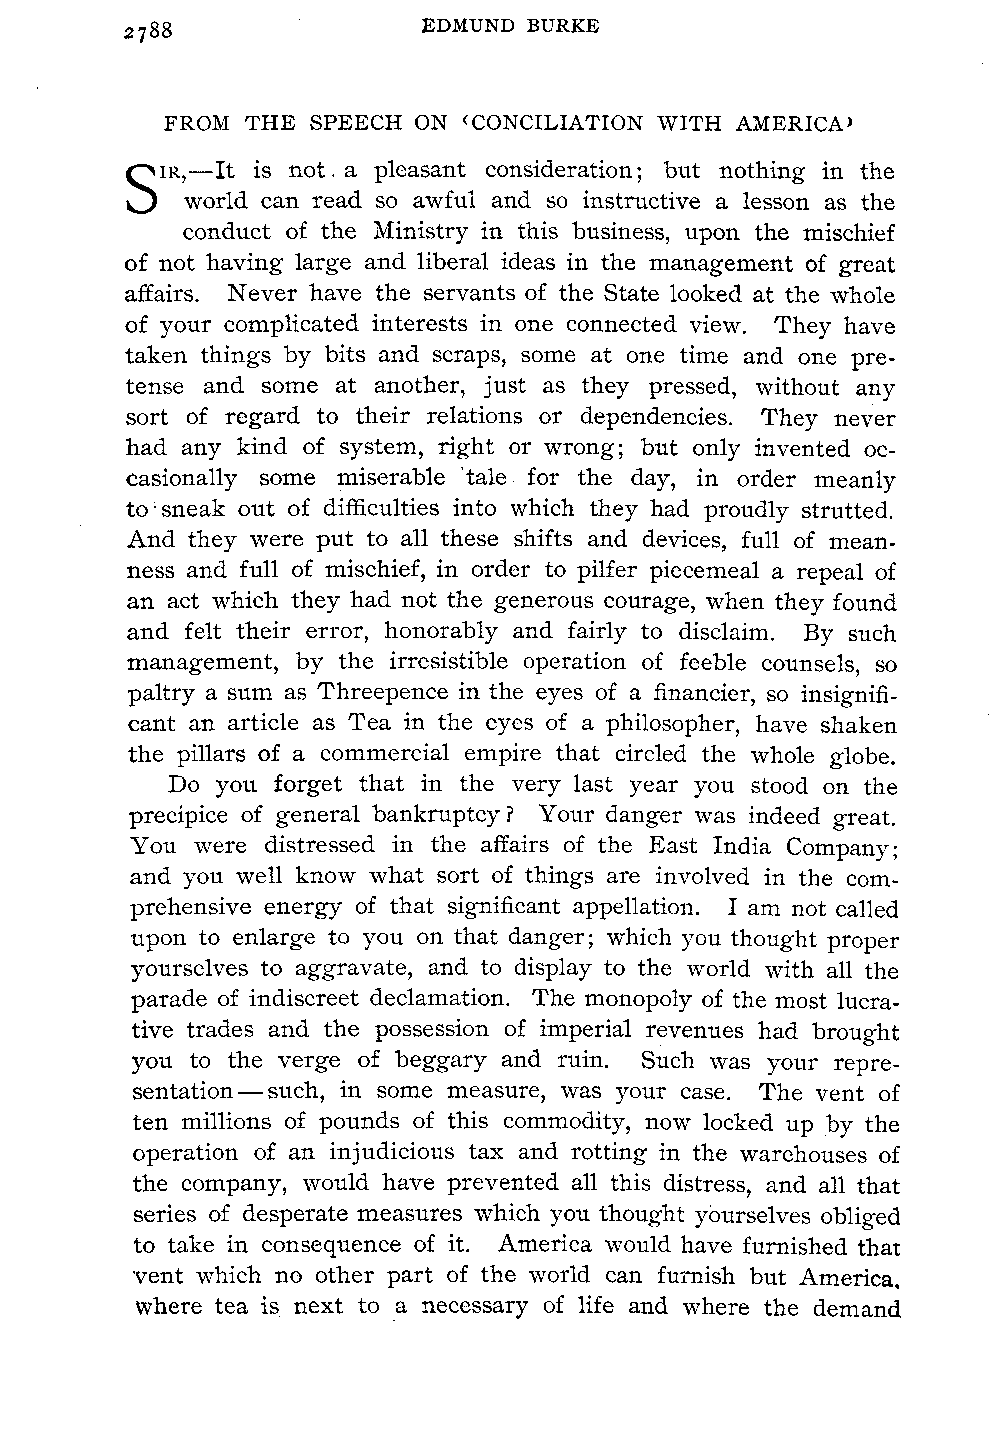 2788 EDMUND BURKE
FROM THE SPEECH ON ‹CONCILIATION WITH AMERICA›
SIR,—It is not a pleasant consideration; but nothing in the
world can read so awful and so instructive a lesson as the
conduct of the Ministry in this business, upon the mischief
of not having large and liberal ideas in the management of great
affairs. Never have the servants of the State looked at the whole
of your complicated interests in one connected view. They have
taken things by bits and scraps, some at one time and one pre-
tense and some at another, just as they pressed, without any
sort of regard to their relations or dependencies. They never
had any kind of system, right or wrong; but only invented oc-
casionally some miserable tale for the day, in order meanly
to sneak out of difficulties into which they had proudly strutted.
And they were put to all these shifts and devices, full of mean-
ness and full of mischief, in order to pilfer piecemeal a repeal of
an act which they had not the generous courage, when they found
and felt their error, honorably and fairly to disclaim. By such
management, by the irresistible operation of feeble counsels, so
paltry a sum as Threepence in the eyes of a financier, so insignifi-
cant an article as Tea in the eyes of a philosopher, have shaken
the pillars of a commercial empire that circled the whole globe.
Do you forget that in the very last year you stood on the
precipice of general bankruptcy? Your danger was indeed great.
You were distressed in the affairs of the East India Company;
and you well know what sort of things are involved in the com-
prehensive energy of that significant appellation. I am not called
upon to enlarge to you on that danger; which you thought proper
yourselves to aggravate, and to display to the world with all the
parade of indiscreet declamation. The monopoly of the most lucra-
tive trades and the possession of imperial revenues had brought
you to the verge of beggary and ruin. Such was your repre-
sentation—such, in some measure, was your case. The vent of
ten millions of pounds of this commodity, now locked up by the
operation of an injudicious tax and rotting in the warehouses of
the company, would have prevented all this distress, and all that
series of desperate measures which you thought yourselves obliged
to take in consequence of it. America would have furnished that
vent which no other part of the world can furnish but America,
where tea is next to a necessary of life and where the demand